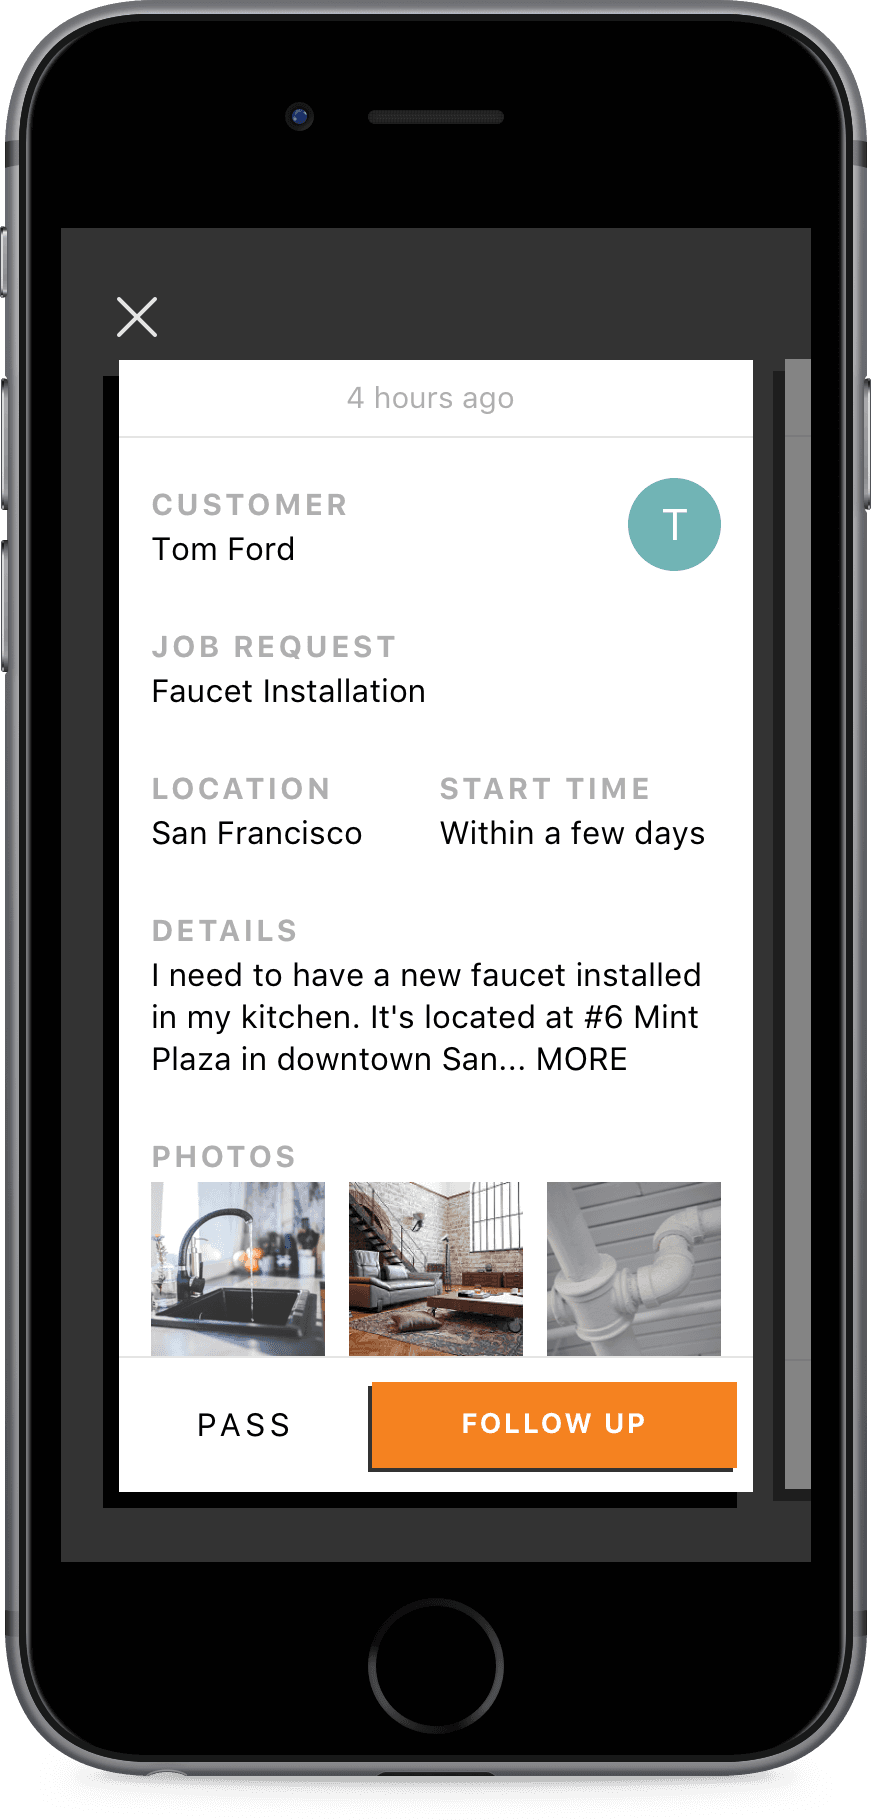 4 hours ago
CUSTOMER
Tom Ford
T
JOB REQUEST
Faucet Installation
LOCATION
START TIME
San Francisco
Within a few days
DETAILS
I need to have a new faucet installed
in my kitchen. It's located at #6 Mint
Plaza in downtown San... MORE
PHOTOS
PASS
FOLLOW UP